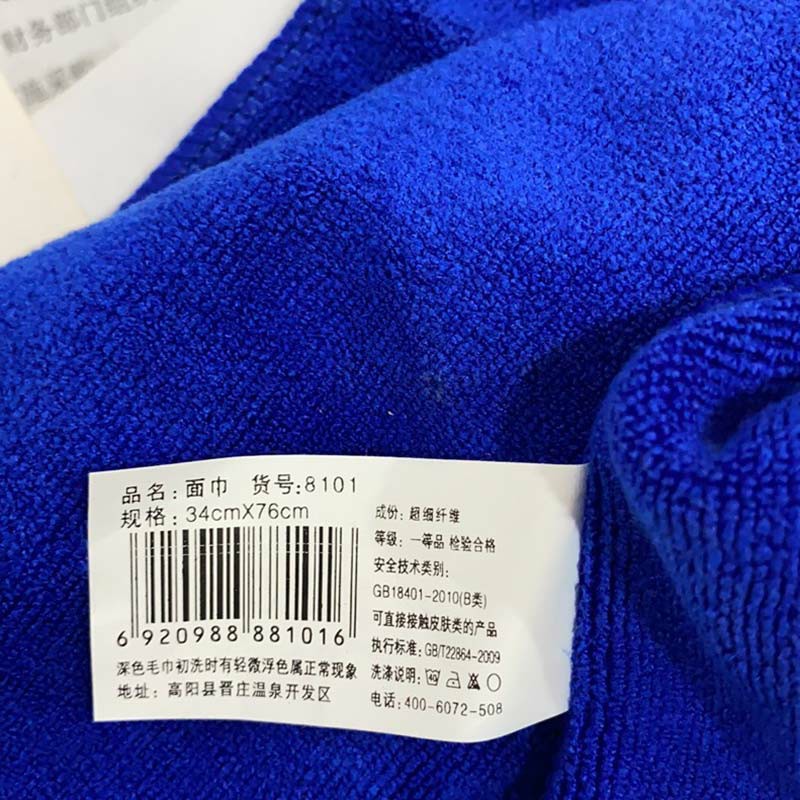 财务部门
品名：面巾 货号：8101
规格：34cmX76cm
6 920988 881016
深色毛巾初洗时有轻微浮色属正常现象
地址：高阳县晋庄温泉开发区
成份：超细纤维
等级：一等品 检验合格
安全技术类别：
GB18401-2010(B类)
可直接接触皮肤类的产品
执行标准：GB/T22864-2009
洗涤说明：
电话：400-6072-508